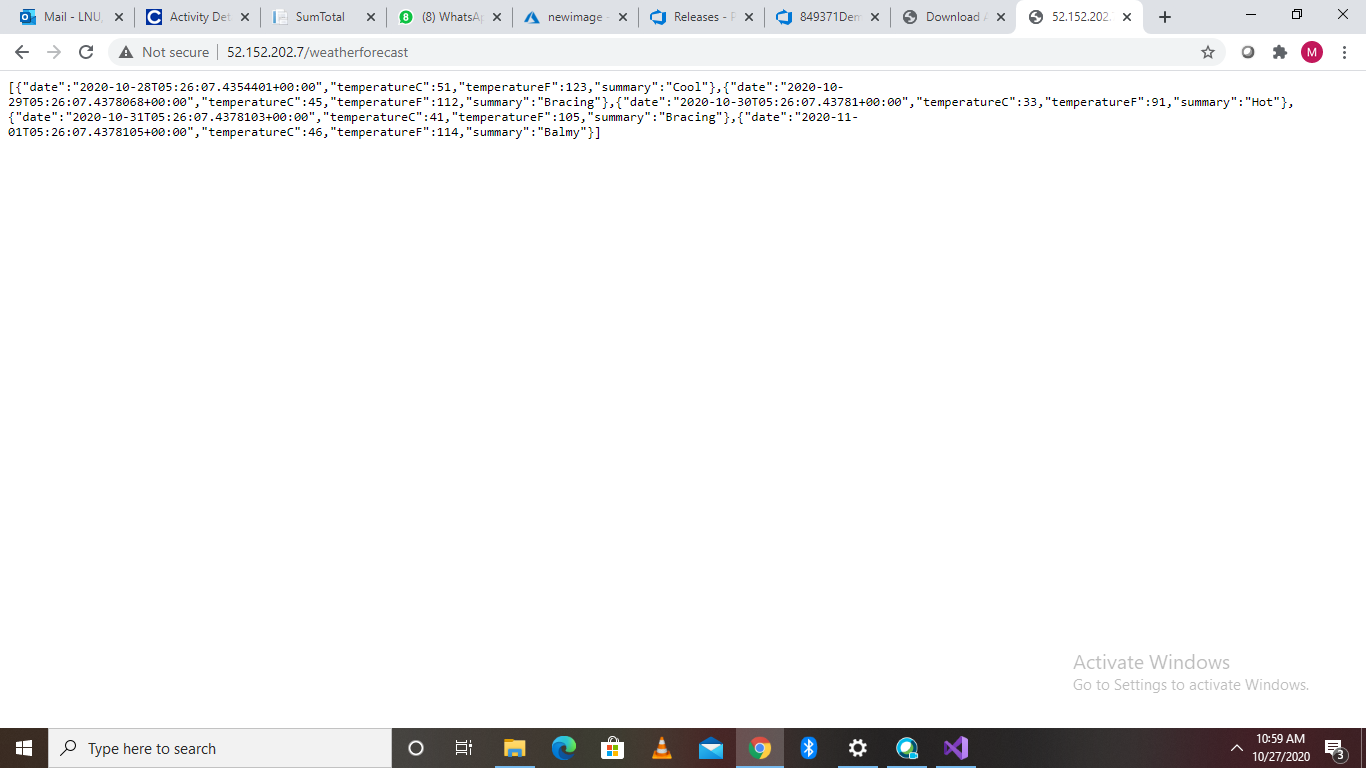 Mail - LNU,
Activity Det
SumTotal
(8) WhatsA
newimage -
Releases - P
849371Dem
Download A
52.152.202.
Not secure
52.152.202.7/weatherforecast
M
[{"date":"2020-10-28T05:26:07.4354401+00:00","temperatureC":51,"temperatureF":123,"summary":"Cool"},{"date":"2020-10-
29T05:26:07.4378068+00:00","temperatureC":45,"temperatureF":112,"summary":"Bracing"},{"date":"2020-10-30T05:26:07.43781+00:00","temperatureC":33,"temperatureF":91,"summary":"Hot"},
{"date":"2020-10-31T05:26:07.4378103+00:00","temperatureC":41,"temperatureF":105,"summary":"Bracing"},{"date":"2020-11-
01T05:26:07.4378105+00:00","temperatureC":46,"temperatureF":114,"summary":"Balmy"}]
Activate Windows
Go to Settings to activate Windows.
Type here to search
10:59 AM
10/27/2020
3